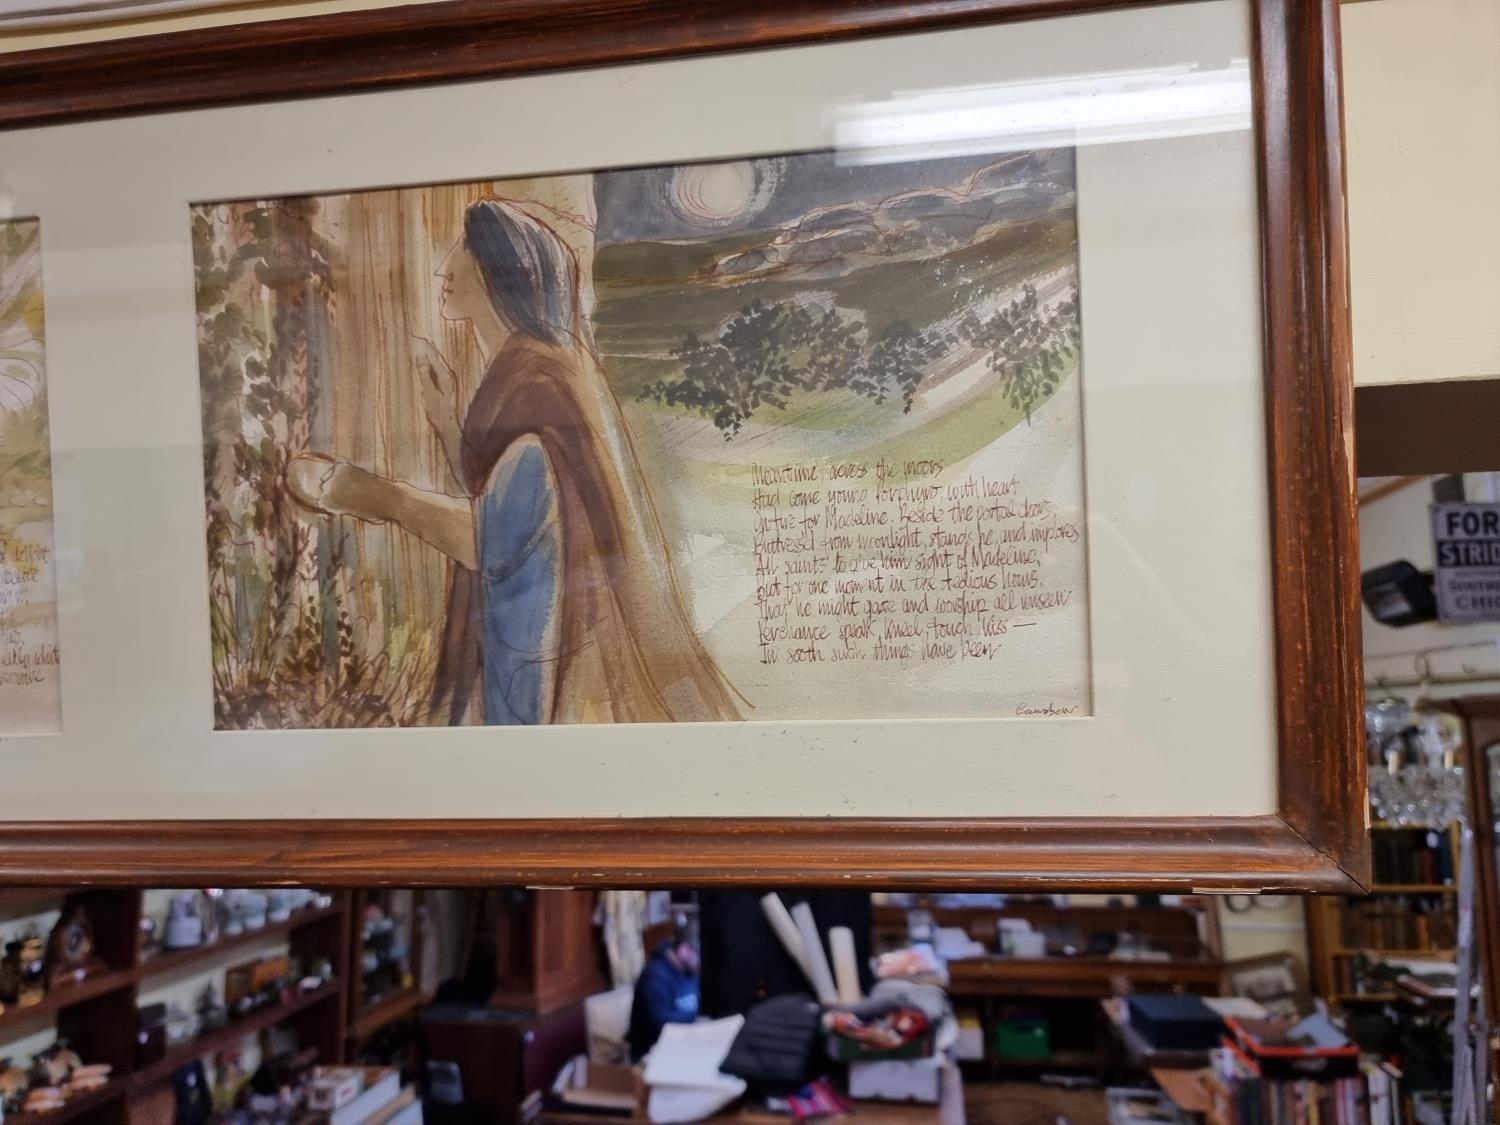 Meantime, across the moors
Had come young Porphyro, with heart
on fire for Madeline. Beside the portal doors,
Buttress'd from moonlight, stands he, and implores
All saints to give him sight of Madeline,
But for one moment in the tedious hours,
That he might gaze and worship all unseen
Perchance speak, kneel, touch, kiss —
In sooth such things have been
FOR
STRID
SOUTH
CHIC